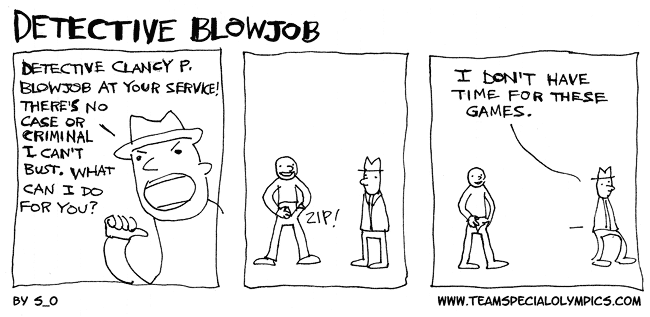 DETECTIVE BLOWJOB
DETECTIVE CLANCY P.
BLOWJOB AT YOUR SERVICE!
THERE'S NO
CASE OR
CRIMINAL
I CAN'T
BUST. WHAT
CAN I DO
FOR YOU?
ZIP!
I DON'T HAVE
TIME FOR THESE
GAMES.
BY S_O
WWW.TEAMSPECIALOLYMPICS.COM